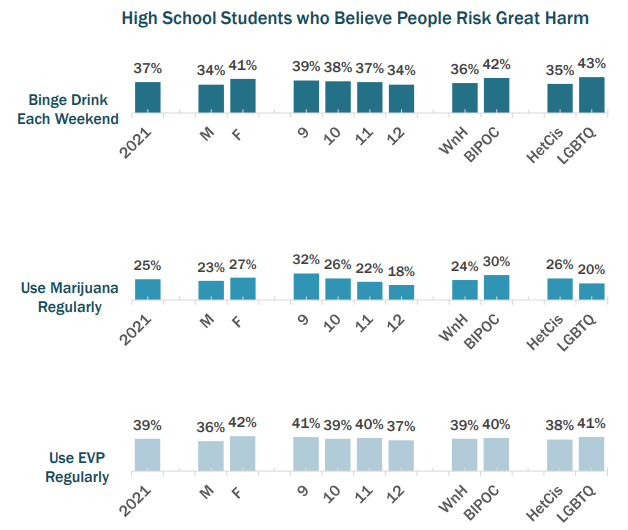 High School Students who Believe People Risk Great Harm
Binge Drink
Each Weekend
37% 34% 41% 39% 38% 37% 34% 36% 42% 35% 43%
2021 M F 9 10 11 12 WnH BIPOC HetCis LGBTQ
Use Marijuana
Regularly
25% 23% 27% 32% 26% 22% 18% 24% 30% 26% 20%
2021 M F 9 10 11 12 WnH BIPOC HetCis LGBTQ
Use EVP
Regularly
39% 36% 42% 41% 39% 40% 37% 39% 40% 38% 41%
2021 M F 9 10 11 12 WnH BIPOC HetCis LGBTQ